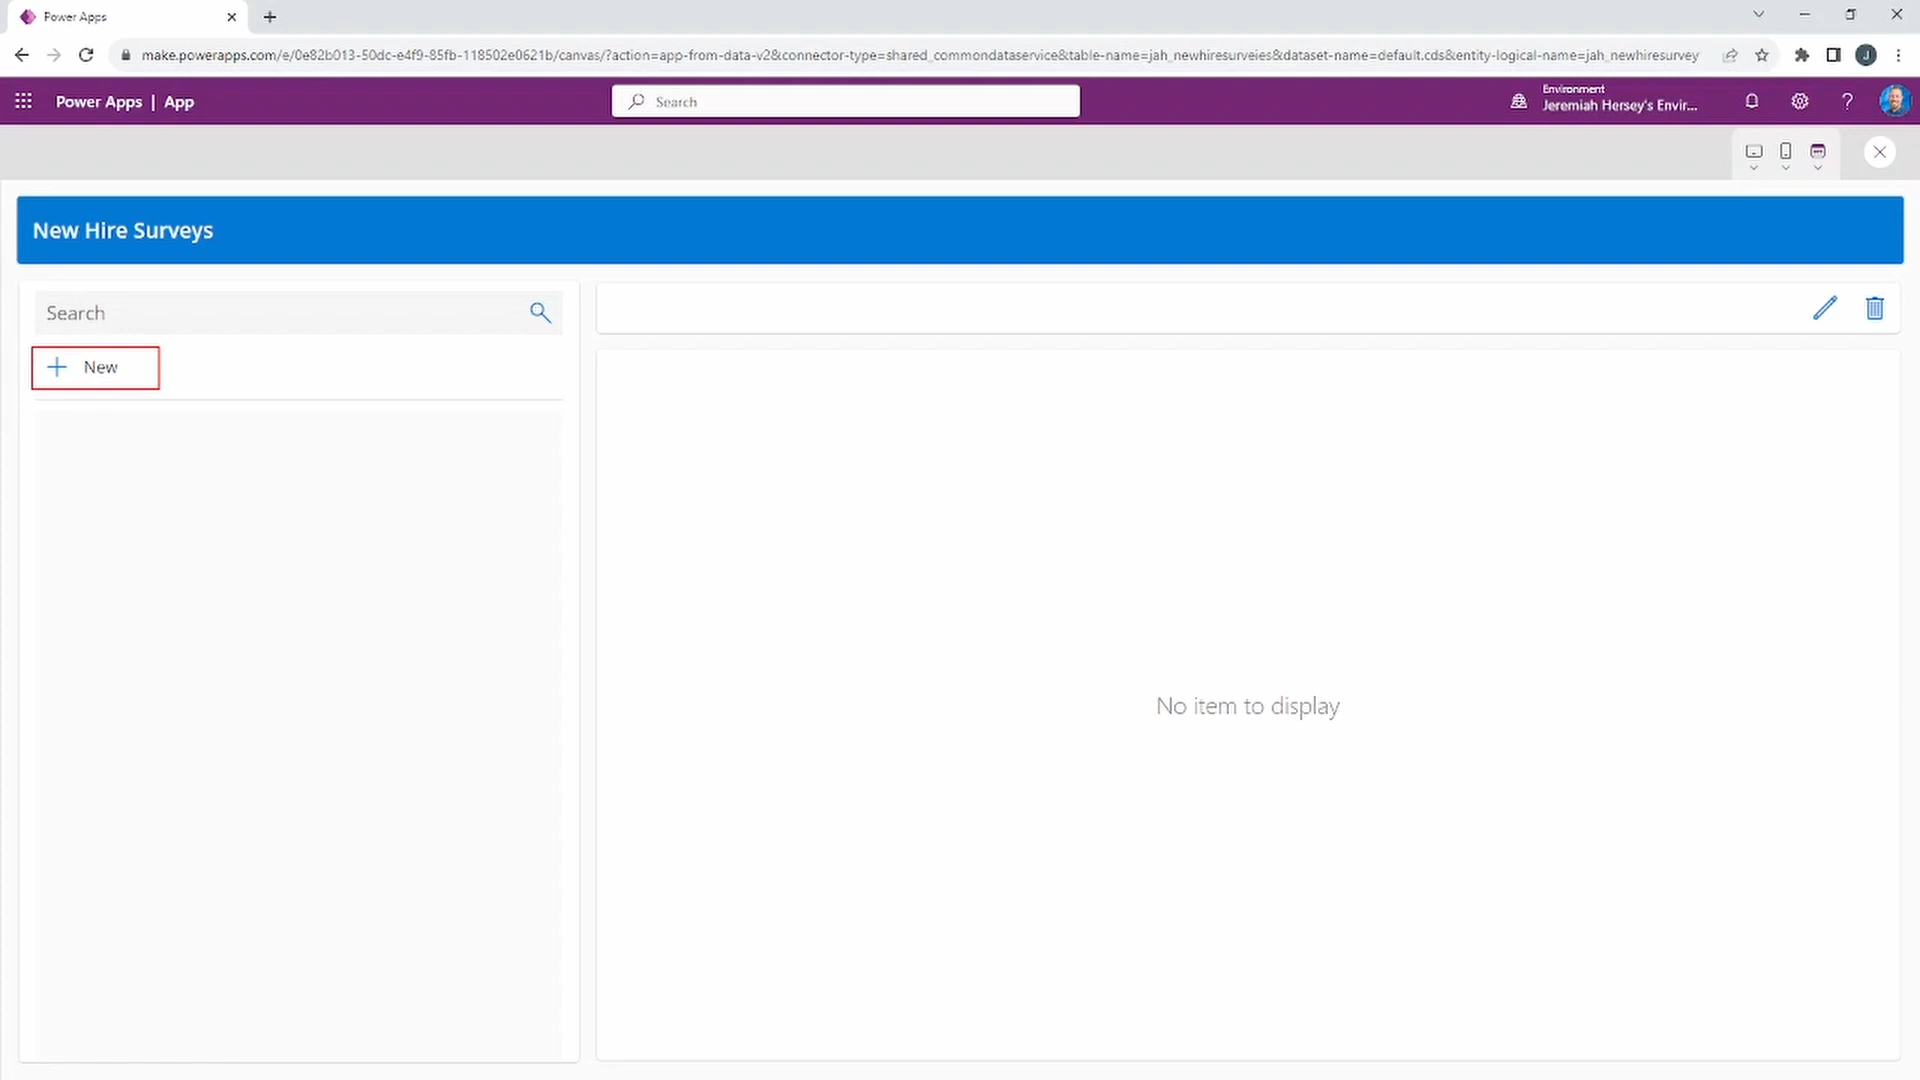 Power Apps
make.powerapps.com/e/0e82b013-50dc-e4f9-85fb-118502e0621b/canvas/?action=app-from-data-v2&connector-type=shared_commondataservice&table-name=jah_newhiresurveies&dataset-name=default.cds&entity-logical-name=jah_newhiresurvey
J
Power Apps | App
Search
Environment
Jeremiah Hersey's Envir...
?
New Hire Surveys
Search
New
No item to display